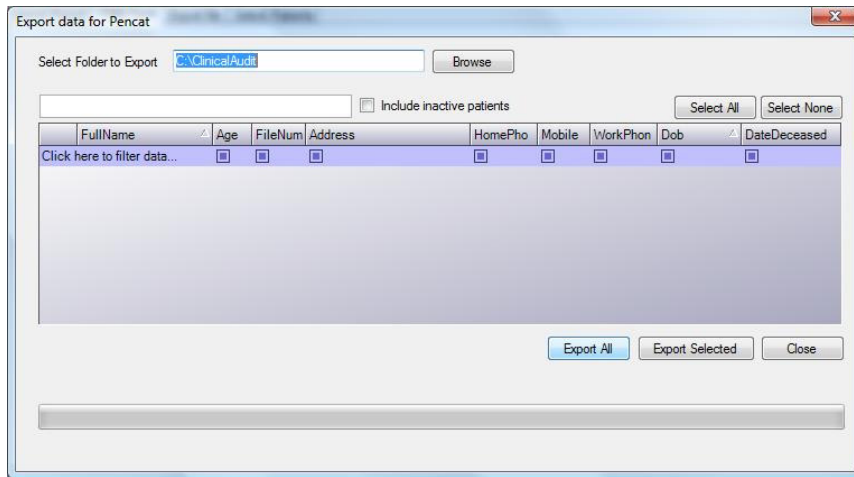 Export data for Pencat
Select Folder to Export C:\ClinicalAudit Browse
Include inactive patients Select All Select None
FullName Age FileNum Address HomePho Mobile WorkPhon Dob DateDeceased
Click here to filter data...
Export All Export Selected Close